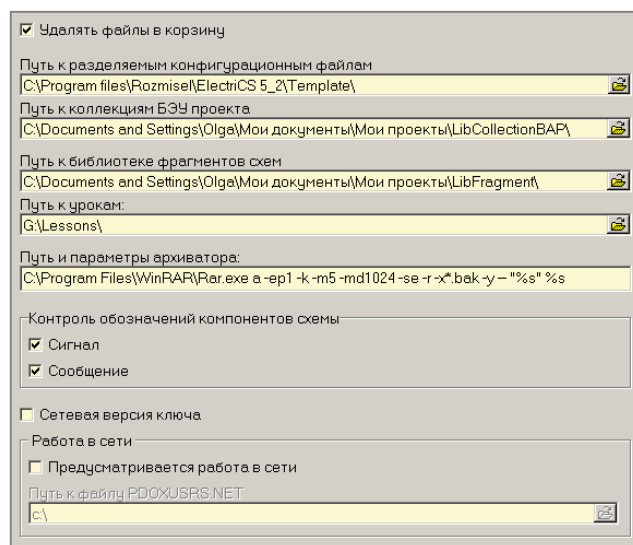 Удалять файлы в корзину
Путь к разделяемым конфигурационным файлам
C:\Program files\Rozmisel\ElectriCS 5_2\Template\
Путь к коллекциям БЭУ проекта
C:\Documents and Settings\Olga\Мои документы\Мои проекты\LibCollectionBAP\
Путь к библиотеке фрагментов схем
C:\Documents and Settings\Olga\Мои документы\Мои проекты\LibFragment\
Путь к урокам:
G:\Lessons\
Путь и параметры архиватора:
C:\Program Files\WinRAR\Rar.exe a -ep1 -k -m5 -md1024 -se -r -x*.bak -y – "%s" %s
Контроль обозначений компонентов схемы
Сигнал
Сообщение
Сетевая версия ключа
Работа в сети
Предусматривается работа в сети
Путь к файлу PDOXUSRS.NET
c:\